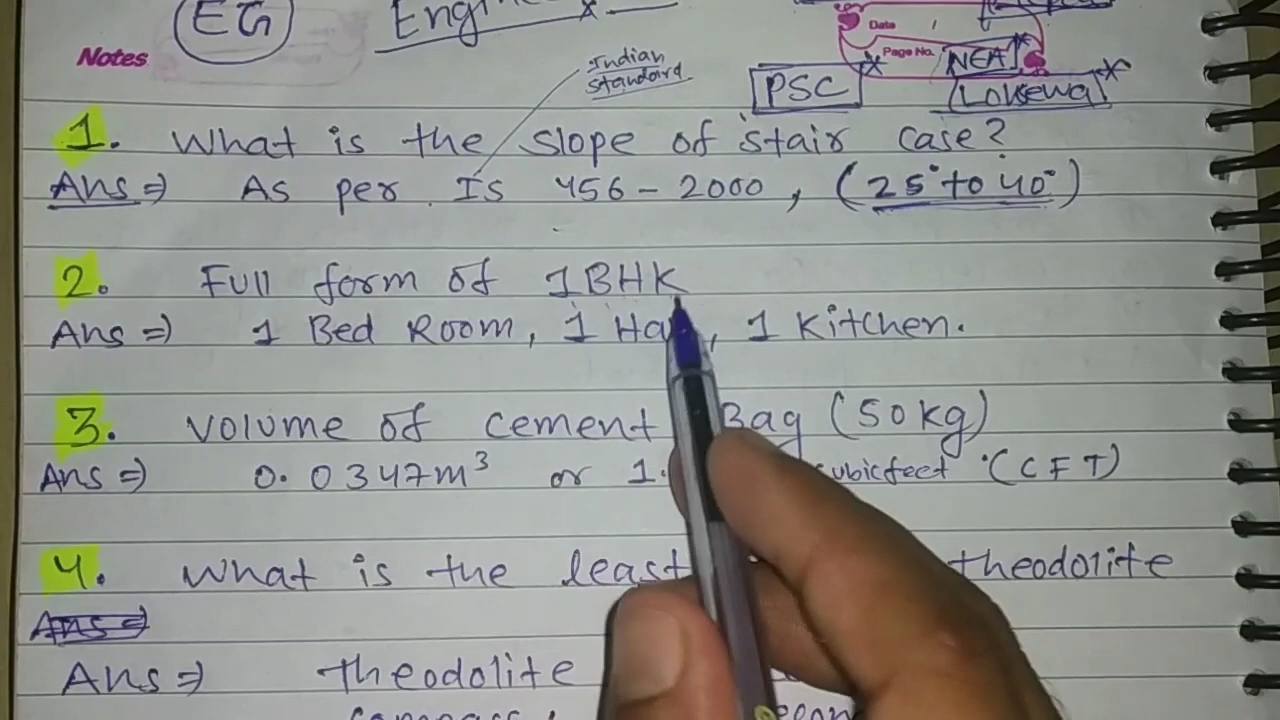 EG
Notes
Indian
Standard
Date
Page No.
NEA
PSC
Loksewa
1. What is the slope of stair case?
Ans ⇒ As per Is 456 - 2000, (25° to 40°)
2. Full form of 1BHK
Ans ⇒ 1 Bed Room, 1 Ha , 1 Kitchen.
3. Volume of cement Bag (50kg)
Ans ⇒ 0.0347m³ or 1. cubicfeet (CFT)
4. What is the least theodolite
Ans ⇒
Ans ⇒ theodolite